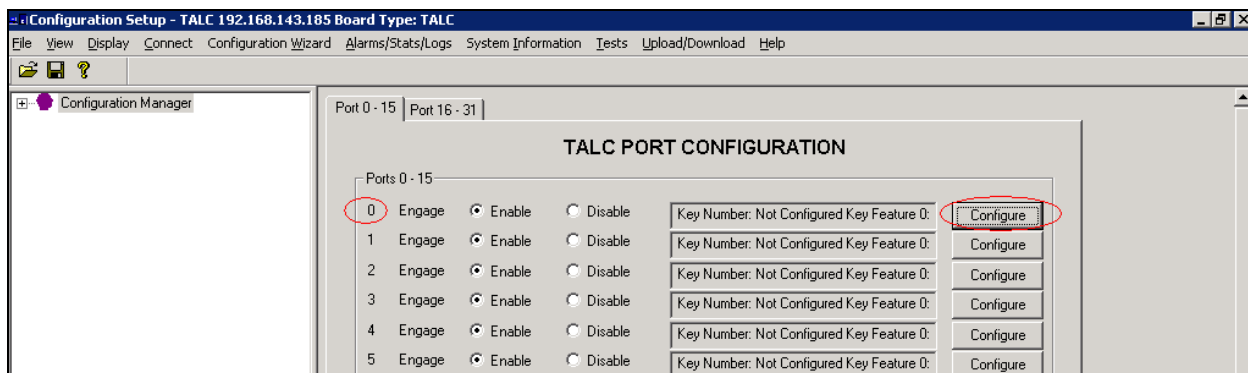 Configuration Setup - TALC 192.168.143.185 Board Type: TALC
File View Display Connect Configuration Wizard Alarms/Stats/Logs System Information Tests Upload/Download Help
Configuration Manager
Port 0 - 15 Port 16 - 31
TALC PORT CONFIGURATION
Ports 0 - 15
0 Engage Enable Disable Key Number: Not Configured Key Feature 0: Configure
1 Engage Enable Disable Key Number: Not Configured Key Feature 0: Configure
2 Engage Enable Disable Key Number: Not Configured Key Feature 0: Configure
3 Engage Enable Disable Key Number: Not Configured Key Feature 0: Configure
4 Engage Enable Disable Key Number: Not Configured Key Feature 0: Configure
5 Engage Enable Disable Key Number: Not Configured Key Feature 0: Configure